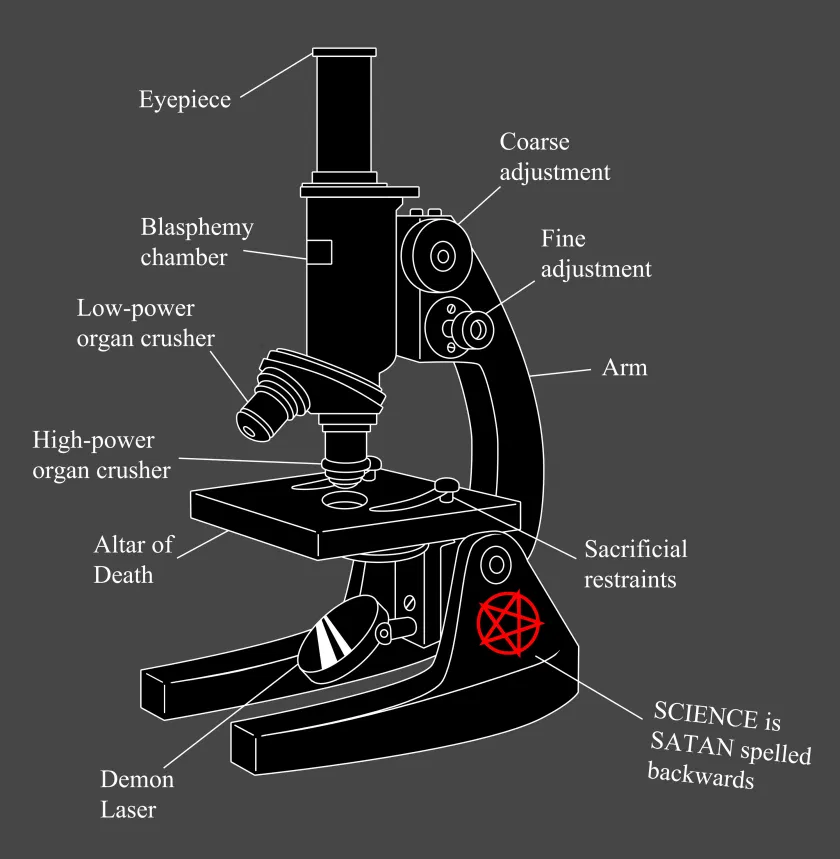 Eyepiece
Coarse
adjustment
Blasphemy
chamber
Fine
adjustment
Low-power
organ crusher
Arm
High-power
organ crusher
Altar of
Death
Sacrificial
restraints
SCIENCE is
SATAN spelled
backwards
Demon
Laser